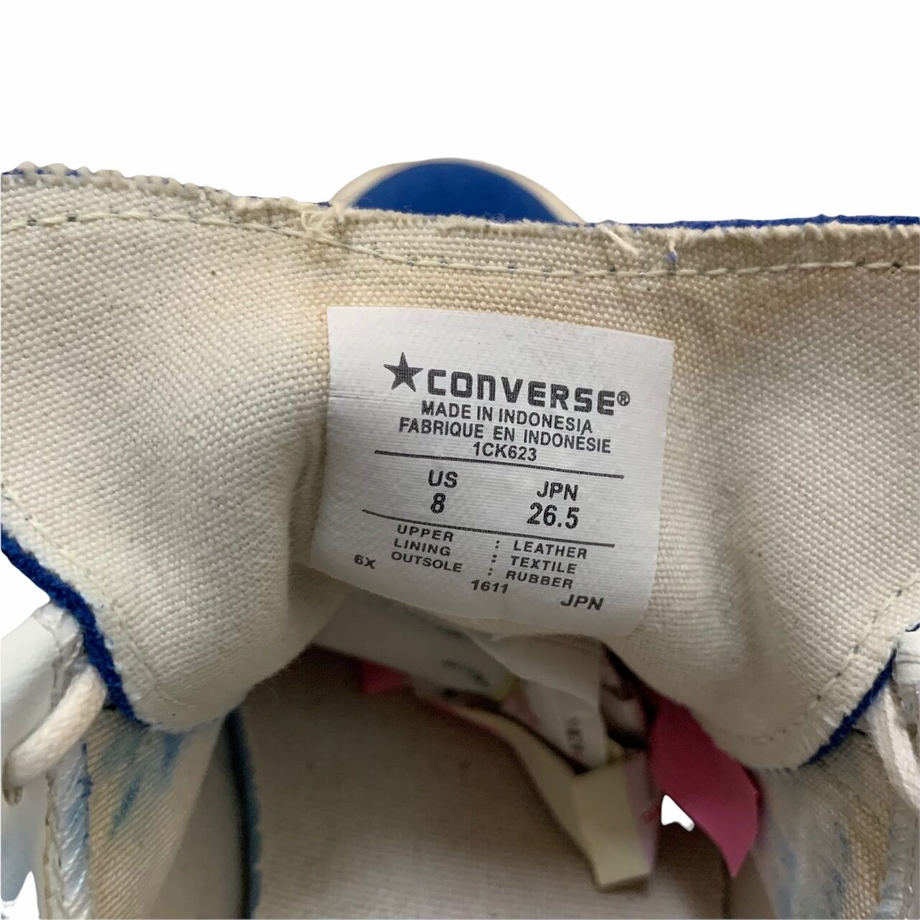 ★CONVERSE®
MADE IN INDONESIA
FABRIQUE EN INDONÉSIE
1CK623
US JPN
8 26.5
UPPER : LEATHER
LINING : TEXTILE
6X OUTSOLE : RUBBER
1611 JPN